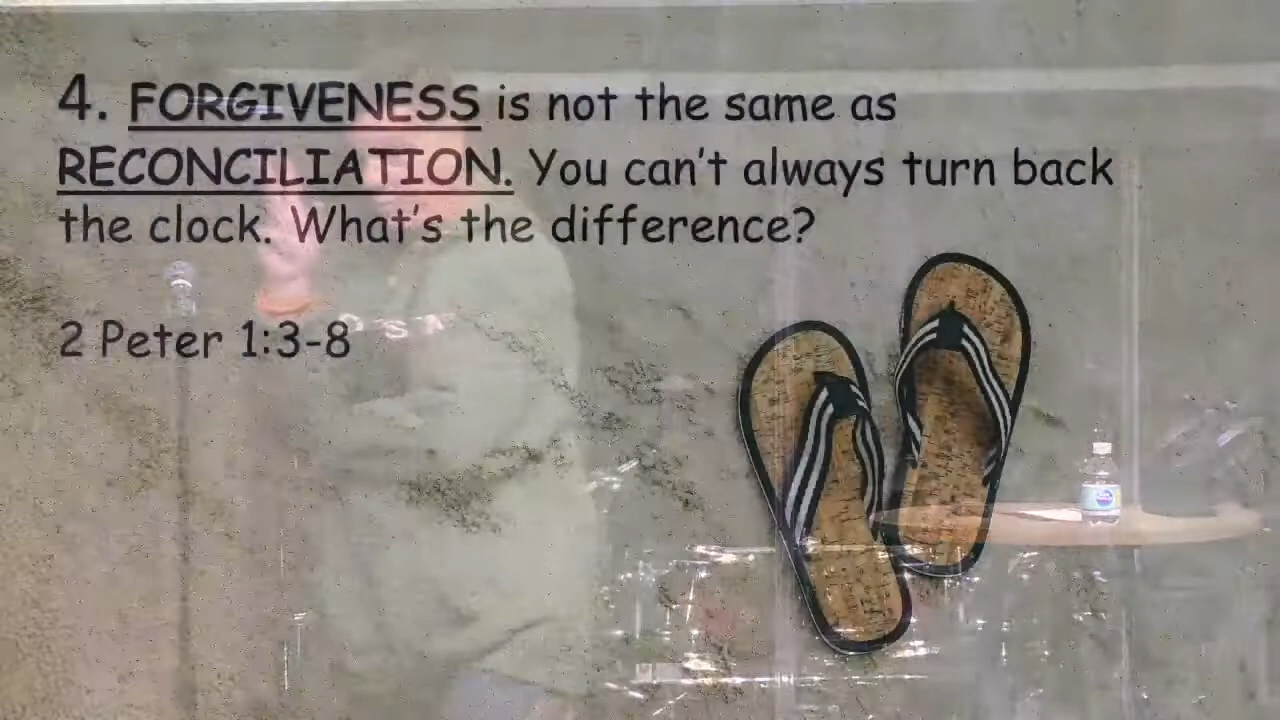 4. FORGIVENESS is not the same as
RECONCILIATION. You can't always turn back
the clock. What's the difference?
2 Peter 1:3-8